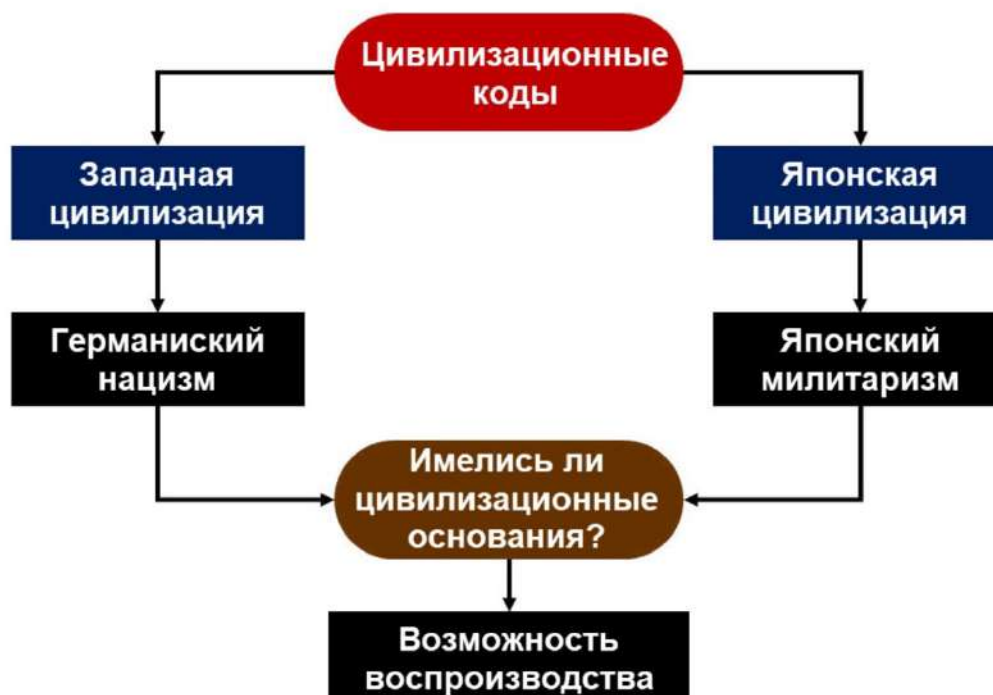 Цивилизационные
коды
Западная
цивилизация
Японская
цивилизация
Германиский
нацизм
Японский
милитаризм
Имелись ли
цивилизационные
основания?
Возможность
воспроизводства